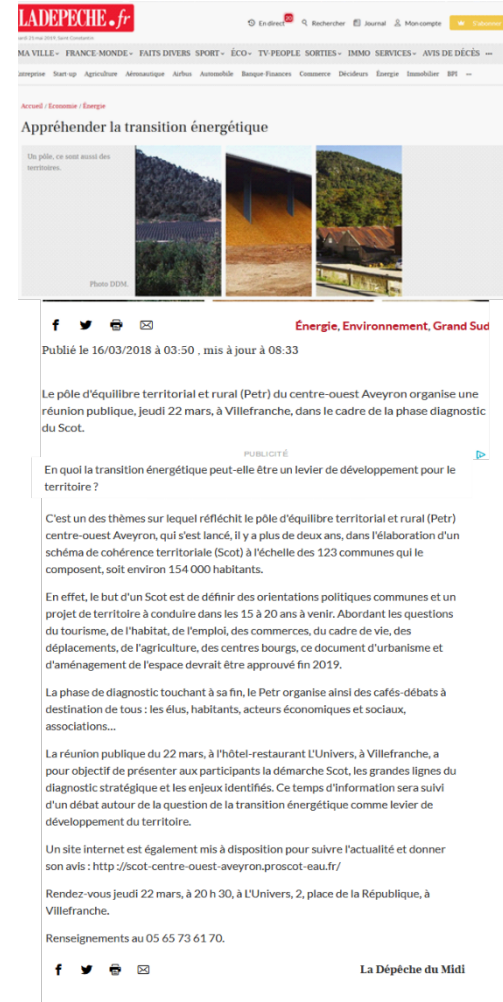 LADEPECHE.fr
En direct
Rechercher
Journal
Mon compte
S'abonner
mardi 21 mai 2019 Saint Constantin
MA VILLE FRANCE-MONDE FAITS DIVERS SPORT ÉCO TV-PEOPLE SORTIES IMMO SERVICES AVIS DE DÉCÈS ...
Entreprise Start-up Agriculture Aéronautique Airbus Automobile Banque-Finances Commerce Décideurs Énergie Immobilier BPI ...
Accueil / Economie / Énergie
Appréhender la transition énergétique
Un pôle, ce sont aussi des
territoires.
Photo DDM.
Énergie, Environnement, Grand Sud
Publié le 16/03/2018 à 03:50 , mis à jour à 08:33
Le pôle d'équilibre territorial et rural (Petr) du centre-ouest Aveyron organise une
réunion publique, jeudi 22 mars, à Villefranche, dans le cadre de la phase diagnostic
du Scot.
PUBLICITÉ
En quoi la transition énergétique peut-elle être un levier de développement pour le
territoire ?
C'est un des thèmes sur lequel réfléchit le pôle d'équilibre territorial et rural (Petr)
centre-ouest Aveyron, qui s'est lancé, il y a plus de deux ans, dans l'élaboration d'un
schéma de cohérence territoriale (Scot) à l'échelle des 123 communes qui le
composent, soit environ 154 000 habitants.
En effet, le but d'un Scot est de définir des orientations politiques communes et un
projet de territoire à conduire dans les 15 à 20 ans à venir. Abordant les questions
du tourisme, de l'habitat, de l'emploi, des commerces, du cadre de vie, des
déplacements, de l'agriculture, des centres bourgs, ce document d'urbanisme et
d'aménagement de l'espace devrait être approuvé fin 2019.
La phase de diagnostic touchant à sa fin, le Petr organise ainsi des cafés-débats à
destination de tous : les élus, habitants, acteurs économiques et sociaux,
associations...
La réunion publique du 22 mars, à l'hôtel-restaurant L'Univers, à Villefranche, a
pour objectif de présenter aux participants la démarche Scot, les grandes lignes du
diagnostic stratégique et les enjeux identifiés. Ce temps d'information sera suivi
d'un débat autour de la question de la transition énergétique comme levier de
développement du territoire.
Un site internet est également mis à disposition pour suivre l'actualité et donner
son avis : http ://scot-centre-ouest-aveyron.proscot-eau.fr/
Rendez-vous jeudi 22 mars, à 20 h 30, à L'Univers, 2, place de la République, à
Villefranche.
Renseignements au 05 65 73 61 70.
La Dépêche du Midi